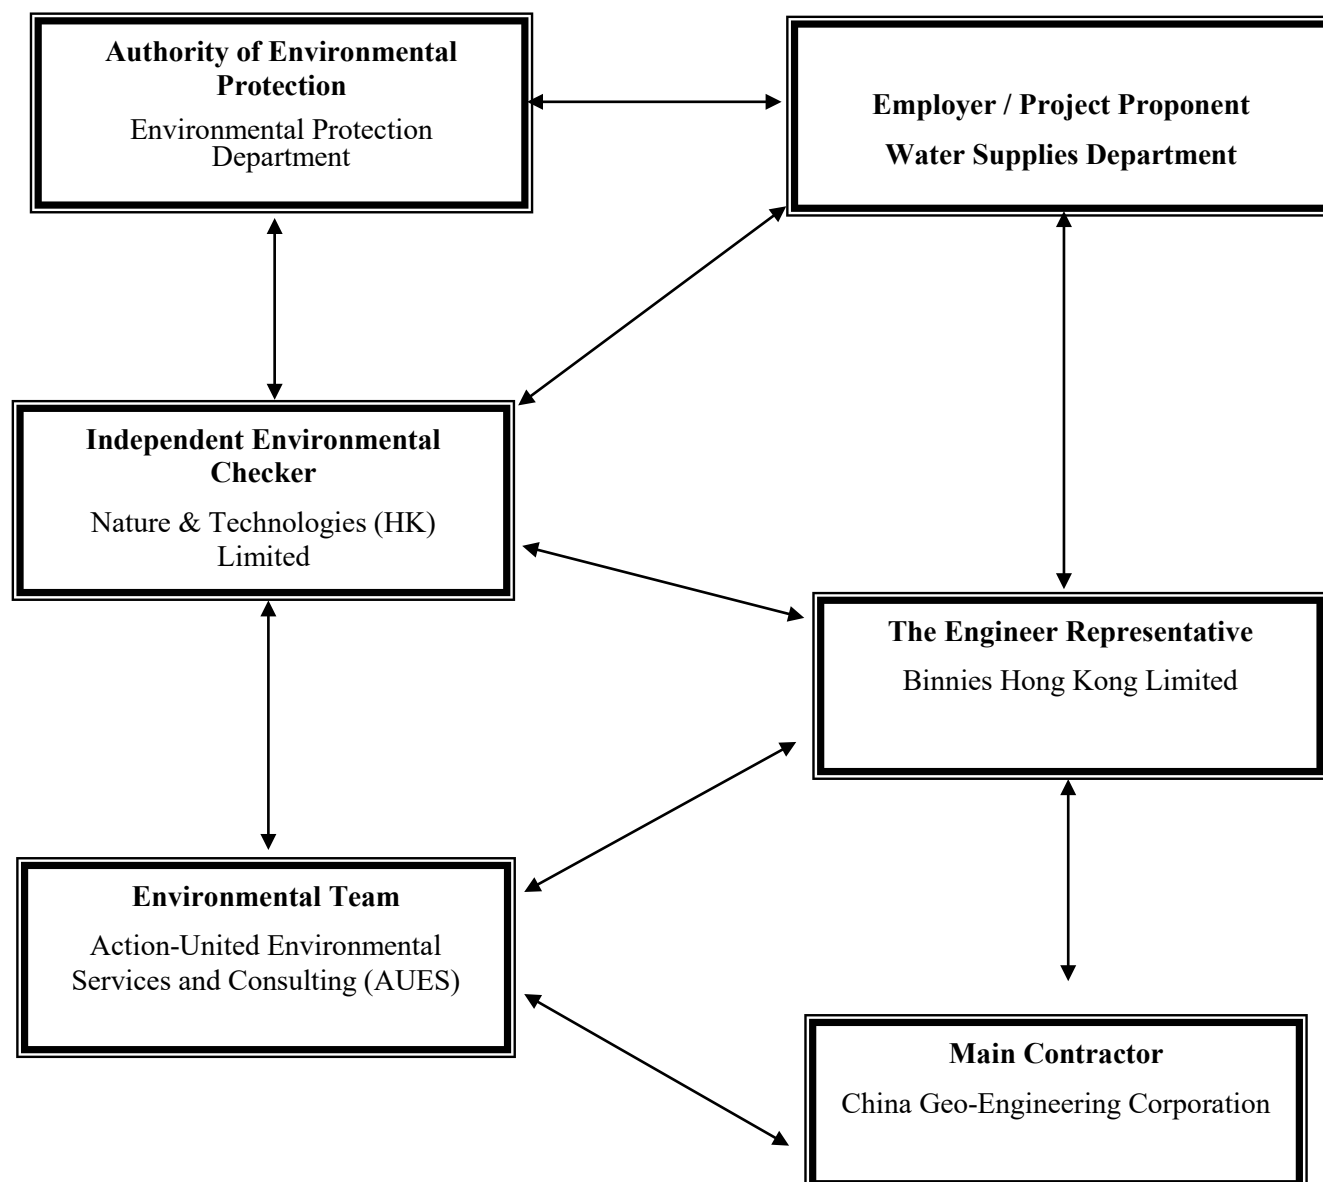 Authority of Environmental
Protection
Environmental Protection
Department
Employer / Project Proponent
Water Supplies Department
Independent Environmental
Checker
Nature & Technologies (HK)
Limited
The Engineer Representative
Binnies Hong Kong Limited
Environmental Team
Action-United Environmental
Services and Consulting (AUES)
Main Contractor
China Geo-Engineering Corporation